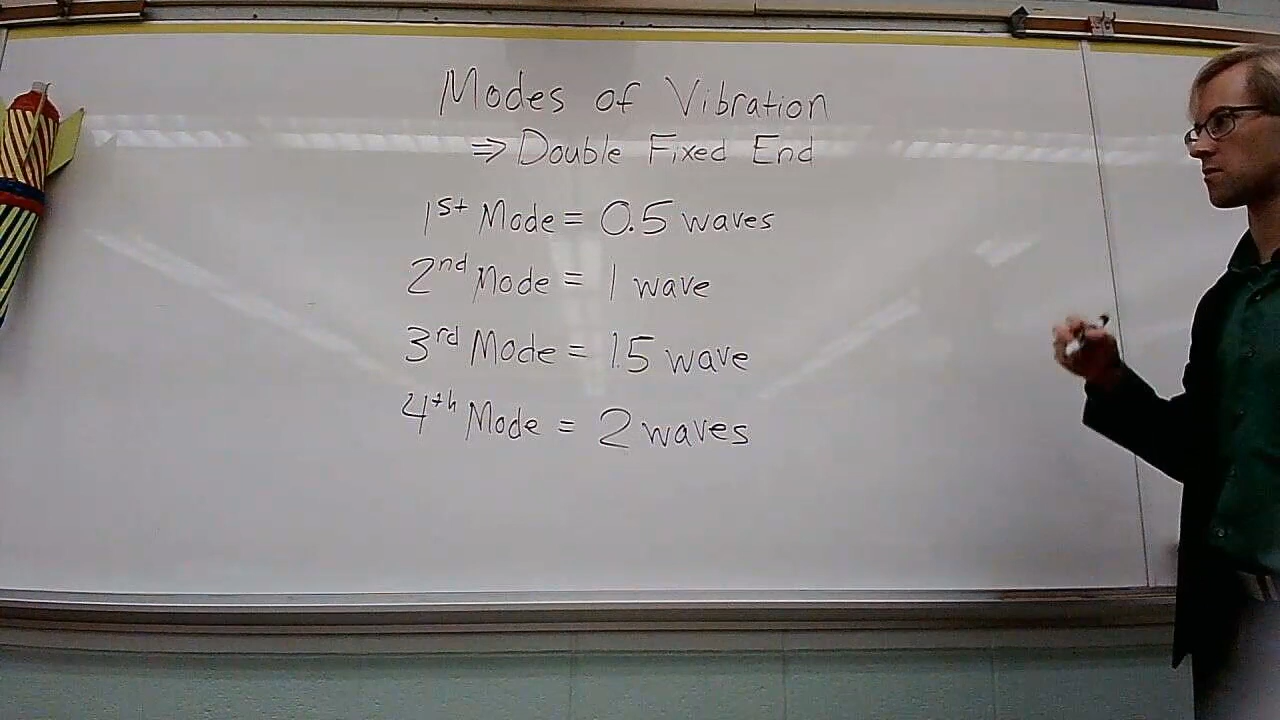 Modes of Vibration
⇒ Double Fixed End
1st Mode = 0.5 waves
2nd Mode = 1 wave
3rd Mode = 1.5 wave
4th Mode = 2 waves